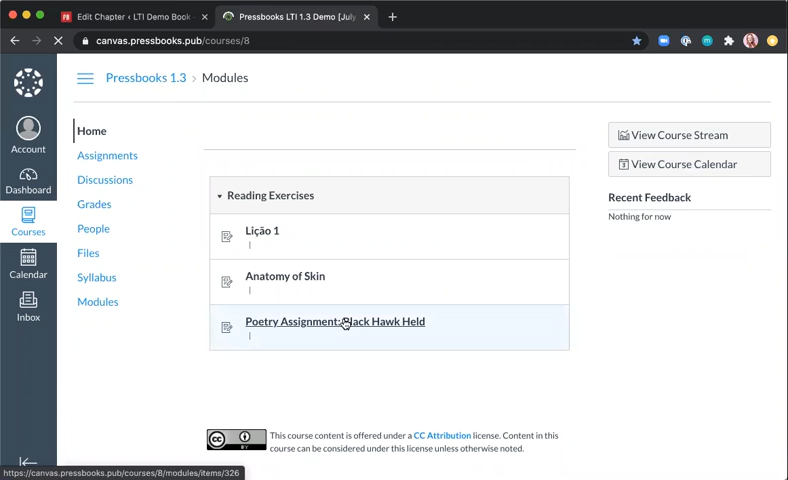 Edit Chapter ‹ LTI Demo Book
Pressbooks LTI 1.3 Demo [July
canvas.pressbooks.pub/courses/8
Pressbooks 1.3 › Modules
Account
Dashboard
Courses
Calendar
Inbox
Home
Assignments
Discussions
Grades
People
Files
Syllabus
Modules
Reading Exercises
Lição 1
|
Anatomy of Skin
|
Poetry Assignment: Black Hawk Held
|
View Course Stream
View Course Calendar
Recent Feedback
Nothing for now
cc
BY
This course content is offered under a CC Attribution license. Content in this
course can be considered under this license unless otherwise noted.
https://canvas.pressbooks.pub/courses/8/modules/items/326